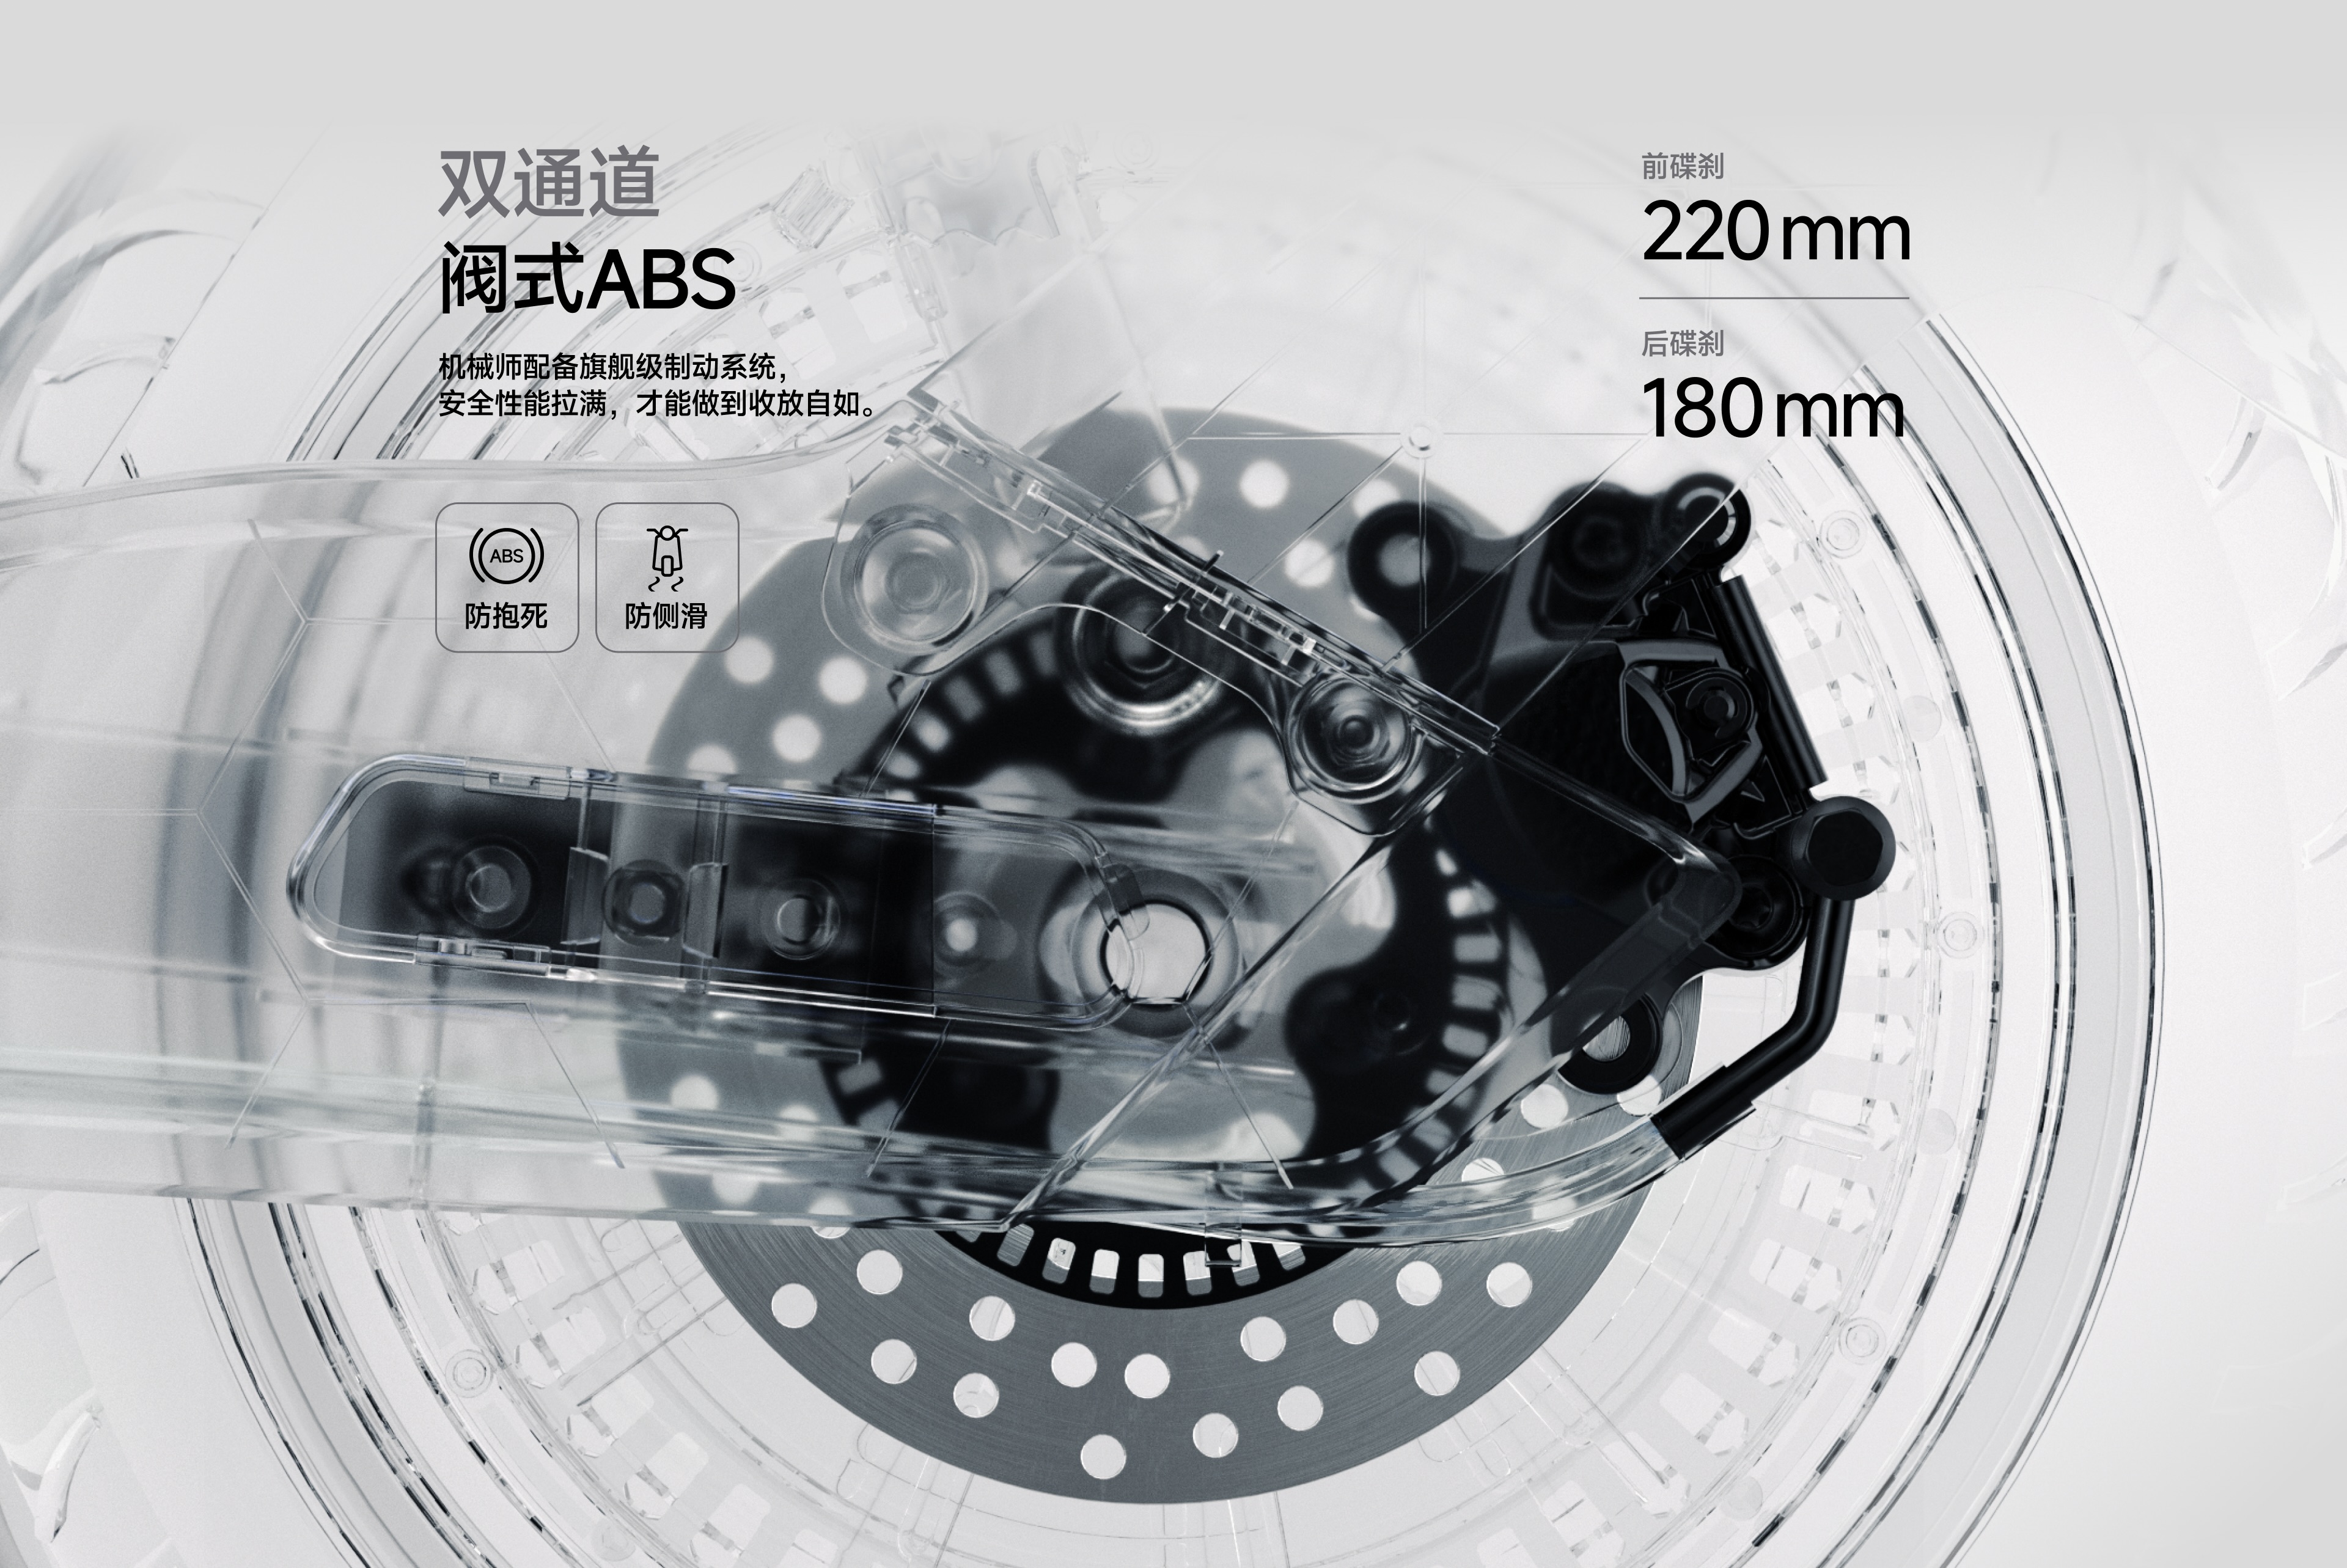 双通道
阀式ABS
机械师配备旗舰级制动系统，
安全性能拉满，才能做到收放自如。
ABS
防抱死
防侧滑
前碟刹
220mm
后碟刹
180mm